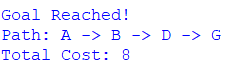 Goal Reached!
Path: A -> B -> D -> G
Total Cost: 8